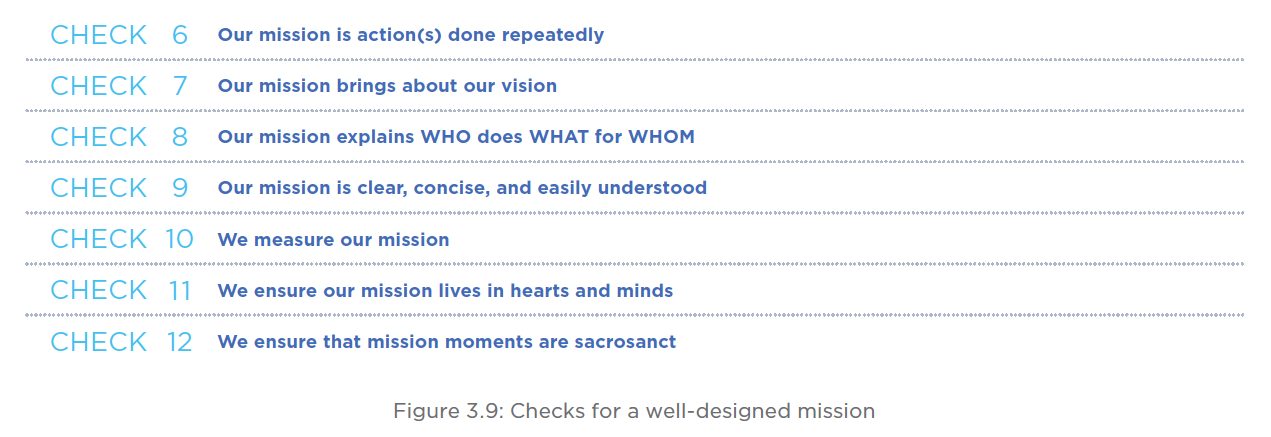 CHECK 6 Our mission is action(s) done repeatedly
CHECK 7 Our mission brings about our vision
CHECK 8 Our mission explains WHO does WHAT for WHOM
CHECK 9 Our mission is clear, concise, and easily understood
CHECK 10 We measure our mission
CHECK 11 We ensure our mission lives in hearts and minds
CHECK 12 We ensure that mission moments are sacrosanct
Figure 3.9: Checks for a well-designed mission